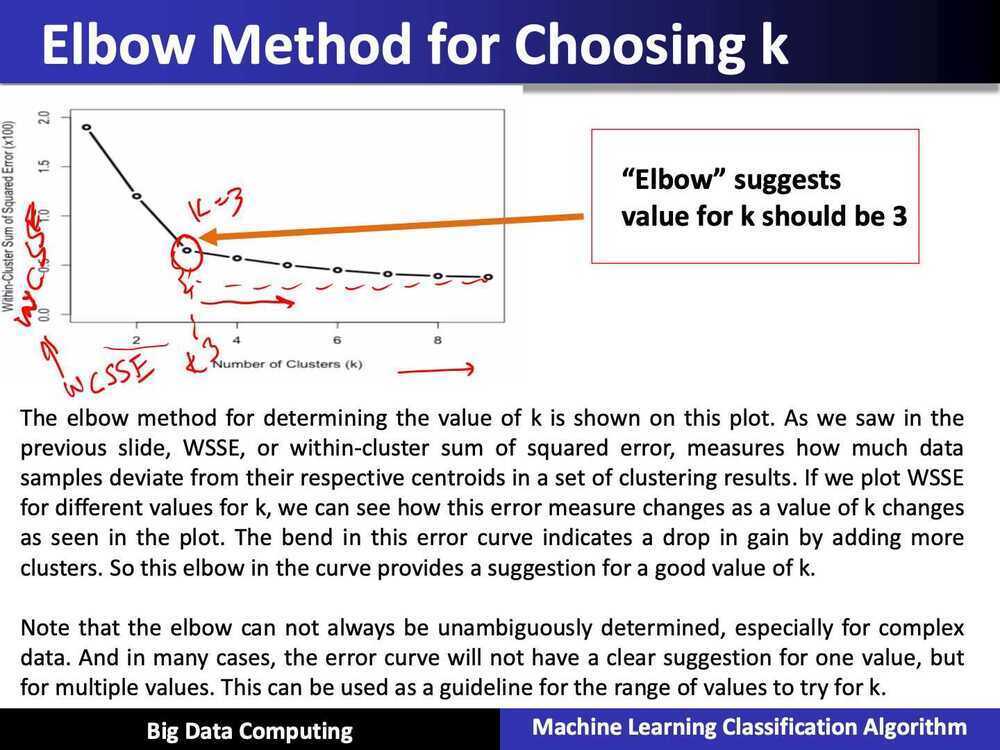 Elbow Method for Choosing k
Within-Cluster Sum of Squared Error (x100)
2.0
1.5
1.0
0.5
0.0
2 4 6 8
Number of Clusters (k)
K=3
WCSSE
WCSSE
K 3
“Elbow” suggests
value for k should be 3
The elbow method for determining the value of k is shown on this plot. As we saw in the
previous slide, WSSE, or within-cluster sum of squared error, measures how much data
samples deviate from their respective centroids in a set of clustering results. If we plot WSSE
for different values for k, we can see how this error measure changes as a value of k changes
as seen in the plot. The bend in this error curve indicates a drop in gain by adding more
clusters. So this elbow in the curve provides a suggestion for a good value of k.
Note that the elbow can not always be unambiguously determined, especially for complex
data. And in many cases, the error curve will not have a clear suggestion for one value, but
for multiple values. This can be used as a guideline for the range of values to try for k.
Big Data Computing
Machine Learning Classification Algorithm